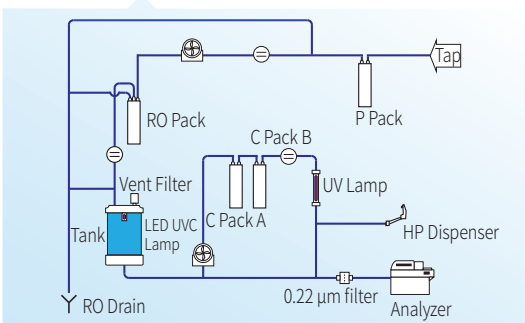 Tap
P Pack
RO Pack
C Pack B
Vent Filter
UV Lamp
C Pack A
Tank
LED UVC
Lamp
HP Dispenser
0.22 μm filter
Analyzer
RO Drain